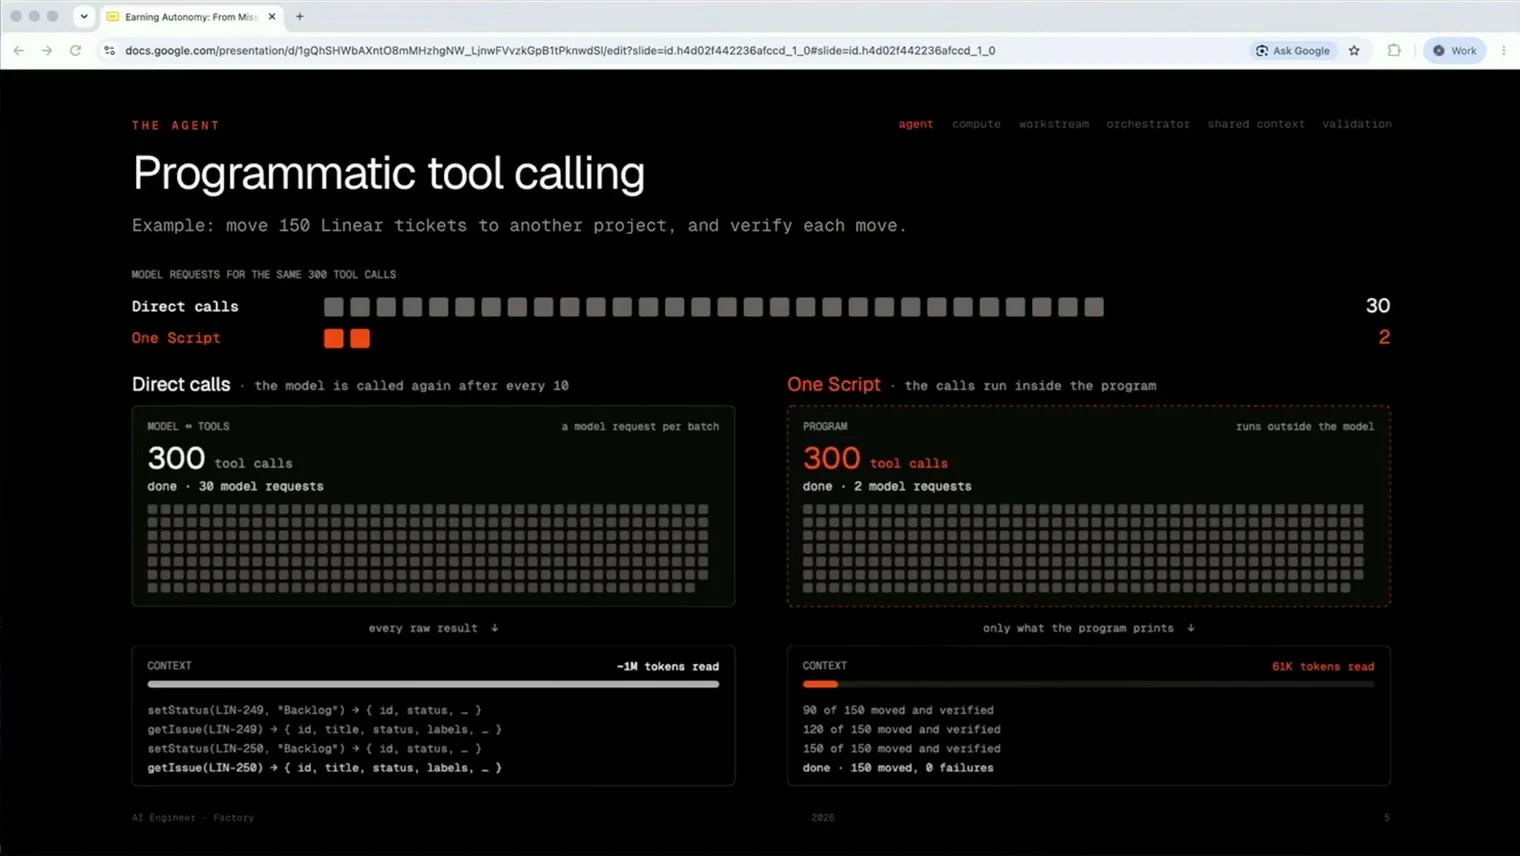 Earning Autonomy: From Miss
docs.google.com/presentation/d/1gQhSHWbAXntO8mMHzhgNW_LjnwFVvzkGpB1tPknwdSI/edit?slide=id.h4d02f442236afccd_1_0#slide=id.h4d02f442236afccd_1_0
Ask Google
Work
THE AGENT
agent compute workstream orchestrator shared context validation
Programmatic tool calling
Example: move 150 Linear tickets to another project, and verify each move.
MODEL REQUESTS FOR THE SAME 300 TOOL CALLS
Direct calls 30
One Script 2
Direct calls · the model is called again after every 10
MODEL ↔ TOOLS a model request per batch
300 tool calls
done · 30 model requests
every raw result ↓
CONTEXT ~1M tokens read
setStatus(LIN-249, "Backlog") → { id, status, … }
getIssue(LIN-249) → { id, title, status, labels, … }
setStatus(LIN-250, "Backlog") → { id, status, … }
getIssue(LIN-250) → { id, title, status, labels, … }
One Script · the calls run inside the program
PROGRAM runs outside the model
300 tool calls
done · 2 model requests
only what the program prints ↓
CONTEXT 61K tokens read
90 of 150 moved and verified
120 of 150 moved and verified
150 of 150 moved and verified
done · 150 moved, 0 failures
AI Engineer - Factory 2026 5